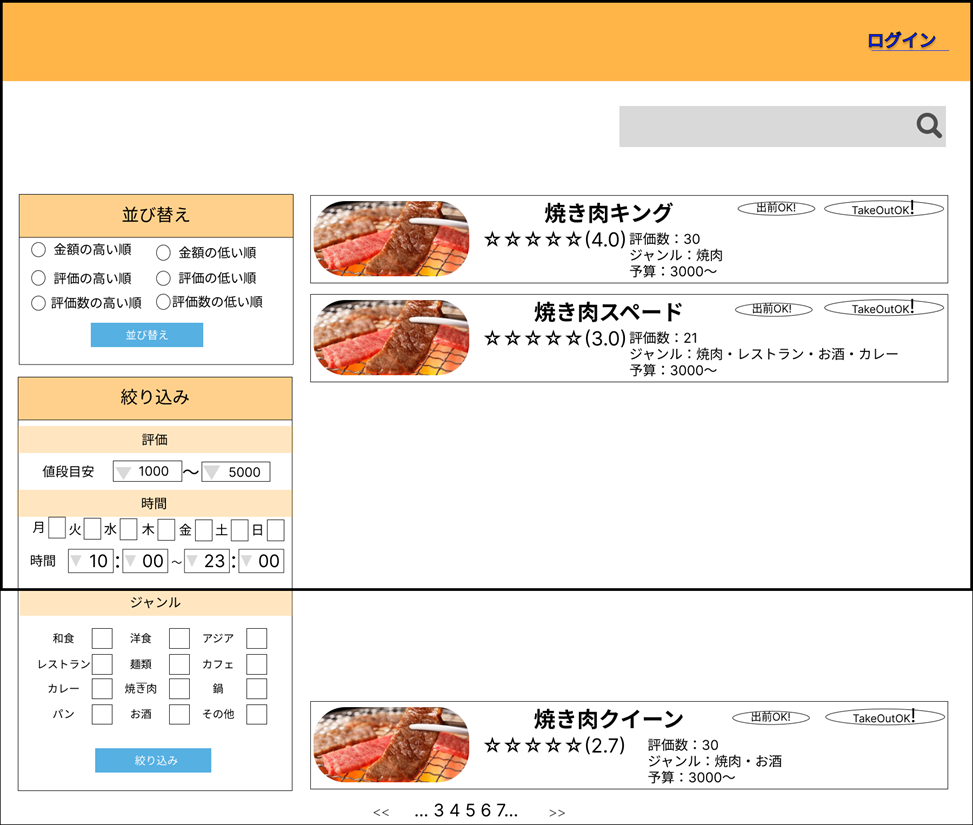 ログイン
並び替え
金額の高い順 金額の低い順
評価の高い順 評価の低い順
評価数の高い順 評価数の低い順
並び替え
絞り込み
評価
値段目安 1000 〜 5000
時間
月 火 水 木 金 土 日
時間 10 : 00 〜 23 : 00
ジャンル
和食 洋食 アジア
レストラン 麺類 カフェ
カレー 焼き肉 鍋
パン お酒 その他
絞り込み
焼き肉キング 出前OK! TakeOutOK!
☆☆☆☆☆(4.0) 評価数：30
ジャンル：焼肉
予算：3000〜
焼き肉スペード 出前OK! TakeOutOK!
☆☆☆☆☆(3.0) 評価数：21
ジャンル：焼肉・レストラン・お酒・カレー
予算：3000〜
焼き肉クイーン 出前OK! TakeOutOK!
☆☆☆☆☆(2.7) 評価数：30
ジャンル：焼肉・お酒
予算：3000〜
<< ... 3 4 5 6 7... >>